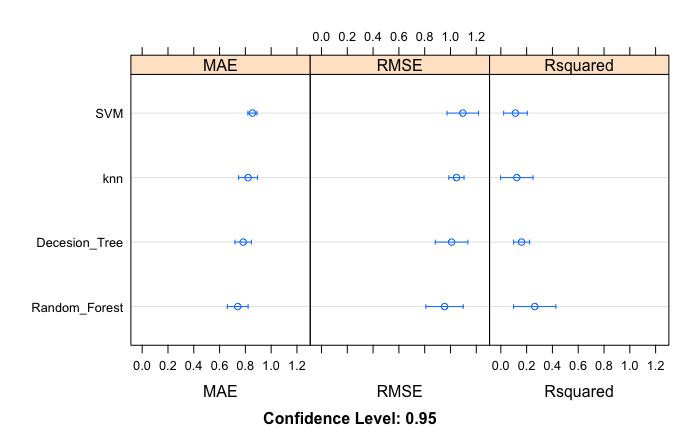 0.0 0.2 0.4 0.6 0.8 1.0 1.2
MAE RMSE Rsquared
SVM
knn
Decesion_Tree
Random_Forest
0.0 0.2 0.4 0.6 0.8 1.0 1.2 0.0 0.2 0.4 0.6 0.8 1.0 1.2
MAE RMSE Rsquared
Confidence Level: 0.95